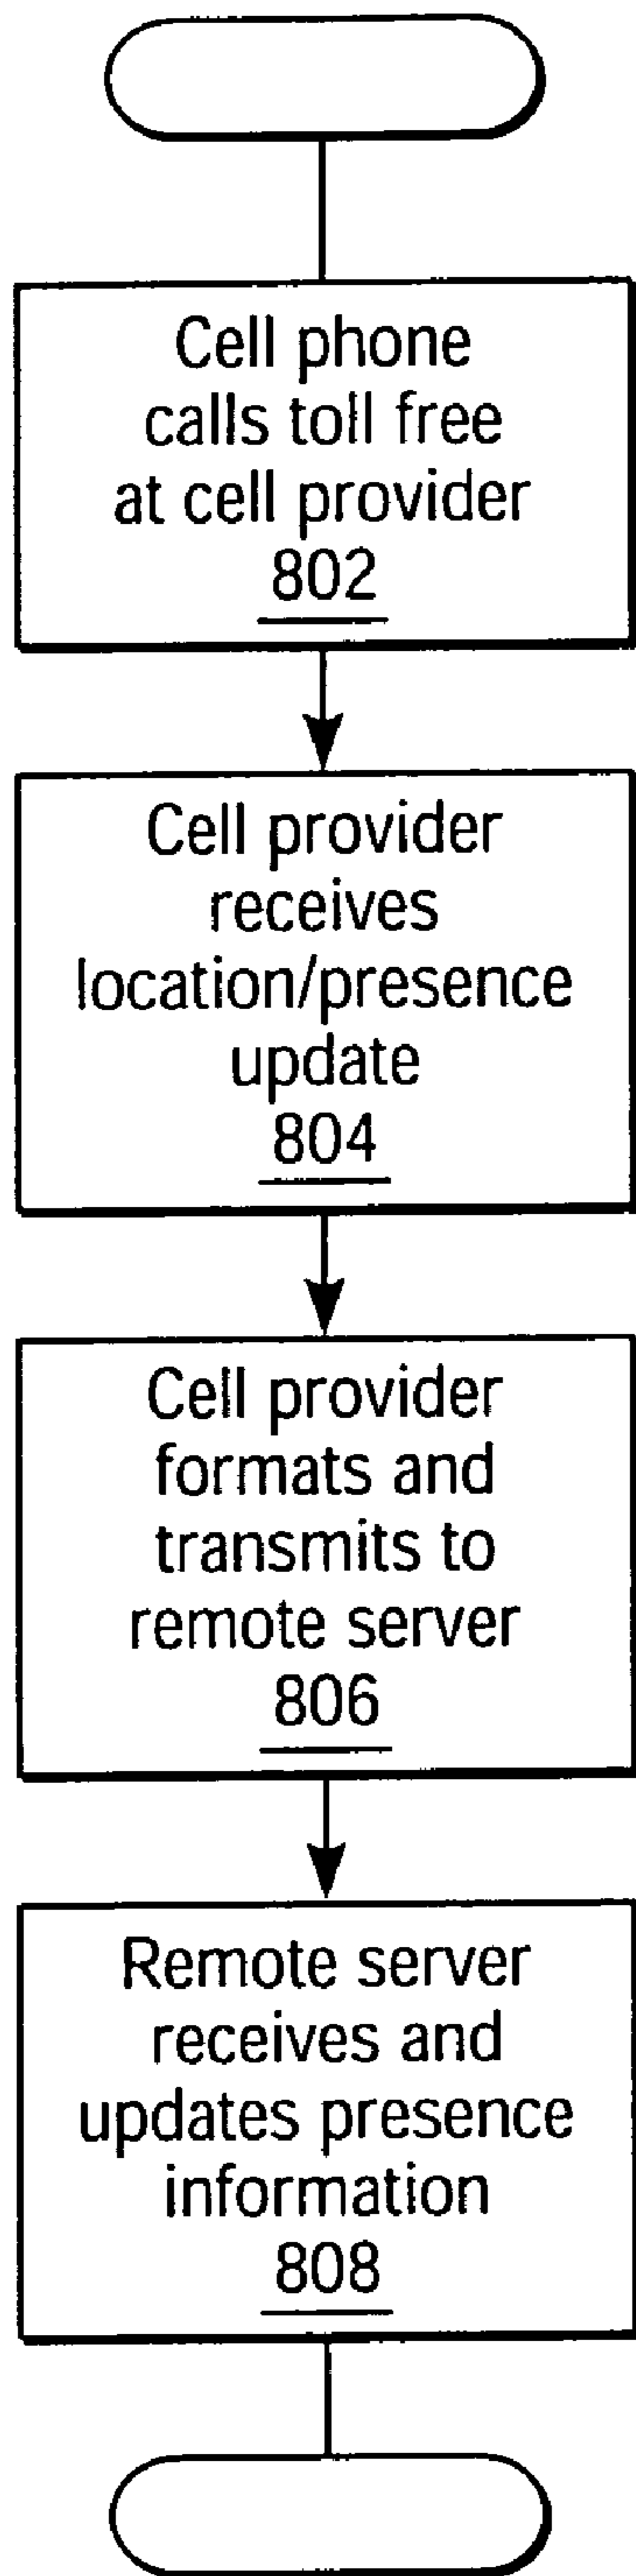 Cell phone
calls toll free
at cell provider
802
Cell provider
receives
location/presence
update
804
Cell provider
formats and
transmits to
remote server
806
Remote server
receives and
updates presence
information
808